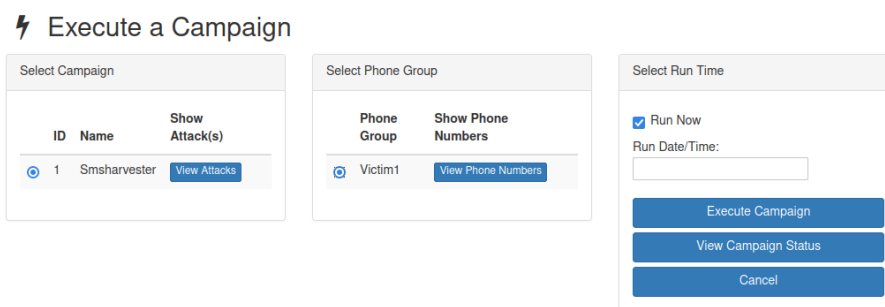 Execute a Campaign
Select Campaign
Select Phone Group
Select Run Time
Show
ID Name Attack(s)
1 Smsharvester View Attacks
Phone Show Phone
Group Numbers
Victim1 View Phone Numbers
Run Now
Run Date/Time:
Execute Campaign
View Campaign Status
Cancel